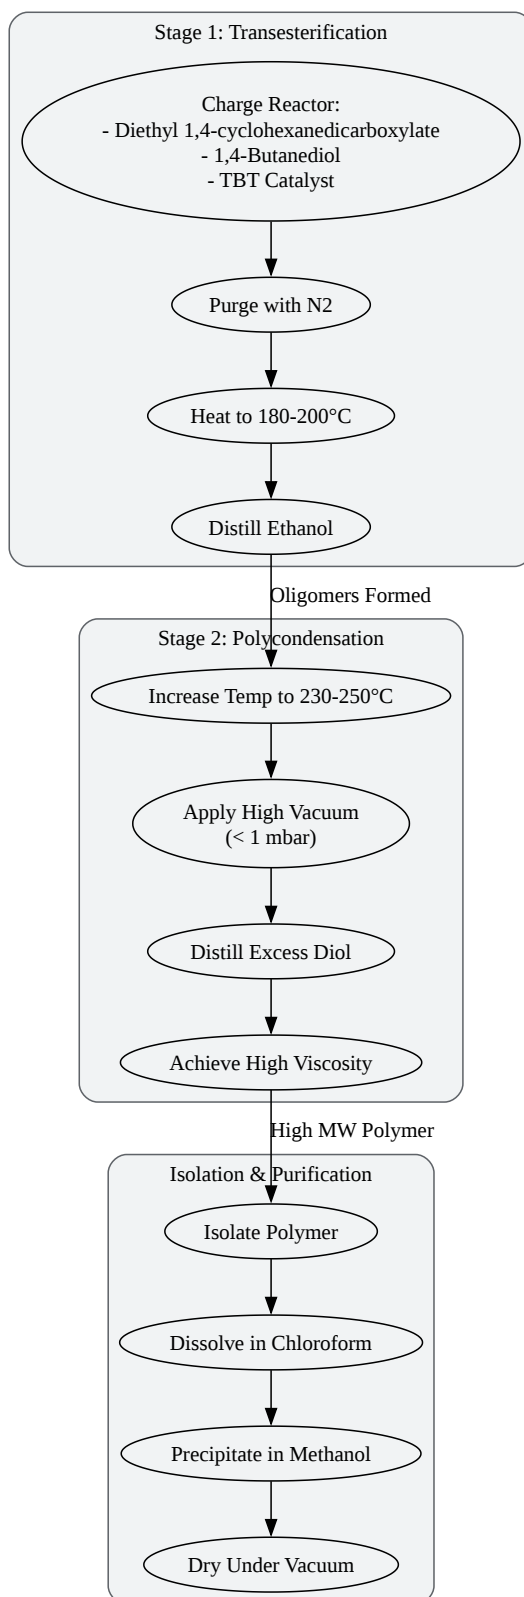 Stage 1: Transesterification
Charge Reactor:
- Diethyl 1,4-cyclohexanedicarboxylate
- 1,4-Butanediol
- TBT Catalyst
Purge with N2
Heat to 180-200°C
Distill Ethanol
Oligomers Formed
Stage 2: Polycondensation
Increase Temp to 230-250°C
Apply High Vacuum
(< 1 mbar)
Distill Excess Diol
Achieve High Viscosity
High MW Polymer
Isolation & Purification
Isolate Polymer
Dissolve in Chloroform
Precipitate in Methanol
Dry Under Vacuum